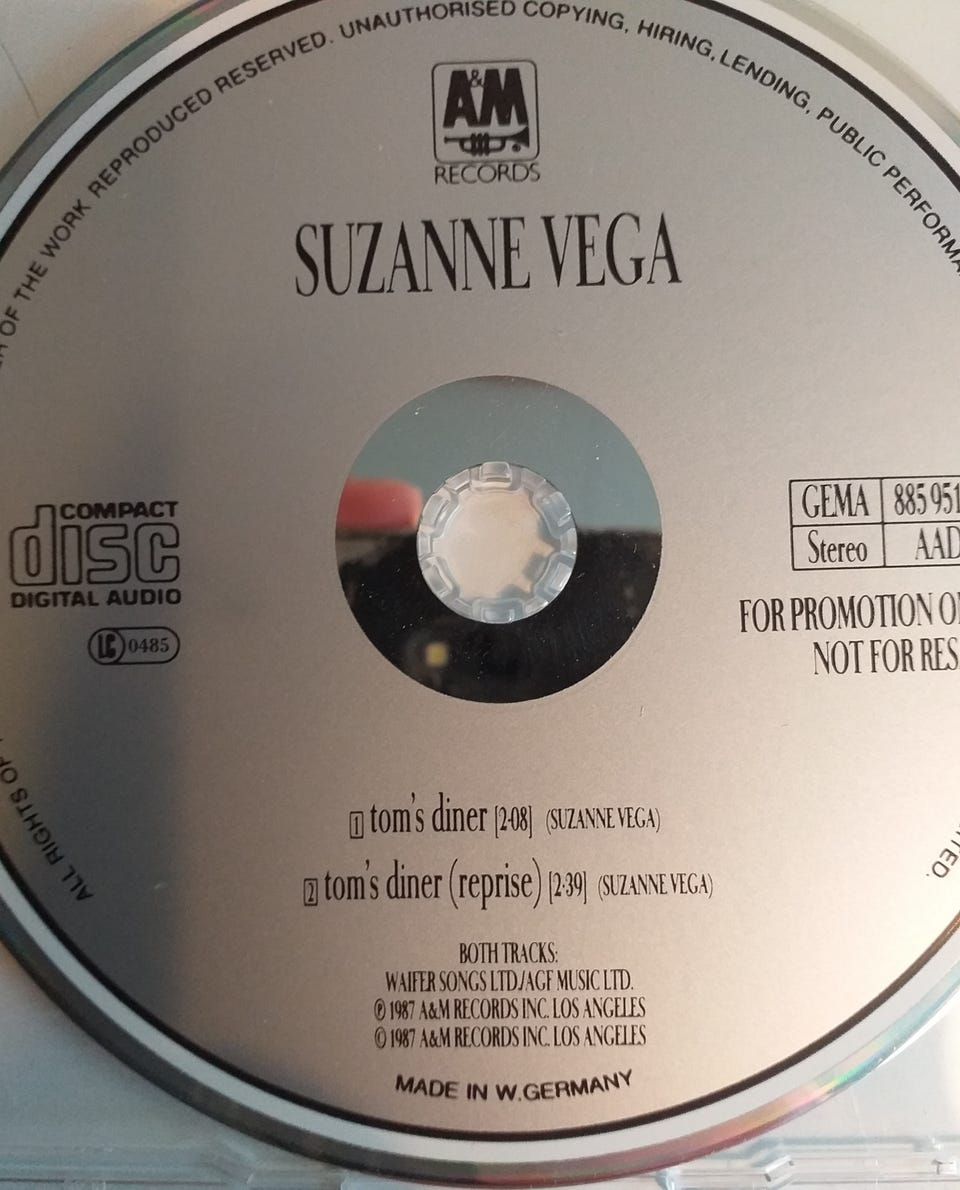 OF THE WORK REPRODUCED RESERVED. UNAUTHORISED COPYING, HIRING, LENDING, PUBLIC
A&M
RECORDS
SUZANNE VEGA
COMPACT
disc
DIGITAL AUDIO
LC 0485
GEMA 885 951
Stereo AAD
FOR PROMOTION
NOT FOR
1 tom's diner [2·08] (SUZANNE VEGA)
2 tom's diner (reprise) [2·39] (SUZANNE VEGA)
BOTH TRACKS:
WAIFER SONGS LTD./AGF MUSIC LTD.
℗ 1987 A&M RECORDS INC. LOS ANGELES
© 1987 A&M RECORDS INC. LOS ANGELES
MADE IN W.GERMANY
ALL RIGHTS OF